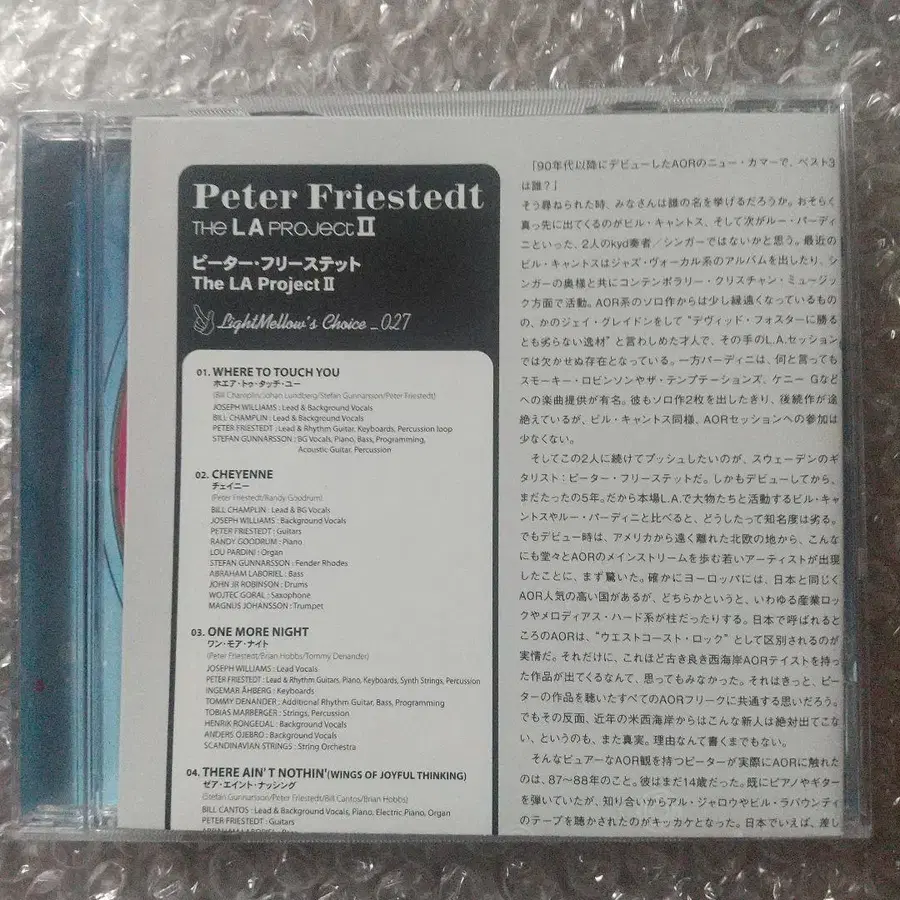 Peter Friestedt
THE LA PROJECT II
ピーター・フリーステット
The LA Project II
LightMellow's Choice _027
01. WHERE TO TOUCH YOU
ホエア・トゥ・タッチ・ユー
(Bill Champlin/Johan Lundberg/Stefan Gunnarsson/Peter Friestedt)
JOSEPH WILLIAMS : Lead & Background Vocals
BILL CHAMPLIN : Lead & Background Vocals
PETER FRIESTEDT : Lead & Rhythm Guitar, Keyboards, Percussion loop
STEFAN GUNNARSSON : BG Vocals, Piano, Bass, Programming,
Acoustic Guitar, Percussion
02. CHEYENNE
チェイニー
(Peter Friestedt/Randy Goodrum)
BILL CHAMPLIN : Lead & BG Vocals
JOSEPH WILLIAMS : Background Vocals
PETER FRIESTEDT : Guitars
RANDY GOODRUM : Piano
LOU PARDINI : Organ
STEFAN GUNNARSSON : Fender Rhodes
ABRAHAM LABORIEL : Bass
JOHN JR ROBINSON : Drums
WOJTEC GORAL : Saxophone
MAGNUS JOHANSSON : Trumpet
03. ONE MORE NIGHT
ワン・モア・ナイト
(Peter Friestedt/Brian Hobbs/Tommy Denander)
JOSEPH WILLIAMS : Lead Vocals
PETER FRIESTEDT : Lead & Rhythm Guitars, Piano, Keyboards, Synth Strings, Percussion
INGEMAR ÅHBERG : Keyboards
TOMMY DENANDER : Additional Rhythm Guitar, Bass, Programming
TOBIAS MARBERGER : Strings, Percussion
HENRIK RONGEDAL : Background Vocals
ANDERS OJEBRO : Background Vocals
SCANDINAVIAN STRINGS : String Orchestra
04. THERE AIN'T NOTHIN'(WINGS OF JOYFUL THINKING)
ゼア・エイント・ナッシング
(Stefan Gunnarsson/Peter Friestedt/Bill Cantos/Brian Hobbs)
BILL CANTOS : Lead & Background Vocals, Piano, Electric Piano, Organ
PETER FRIESTEDT : Guitars
「90年代以降にデビューしたAORのニュー・カマーで、ベスト3
は誰？」
そう尋ねられた時、みなさんは誰の名を挙げるだろうか。おそらく
真っ先に出てくるのがビル・キャントス、そして次がルー・パーディ
ニといった、2人のkyd奏者／シンガーではないかと思う。最近の
ビル・キャントスはジャズ・ヴォーカル系のアルバムを出したり、シ
ンガーの奥様と共にコンテンポラリー・クリスチャン・ミュージッ
ク方面で活動。AOR系のソロ作からは少し縁遠くなっているもの
の、かのジェイ・グレイドンをして“デヴィッド・フォスターに勝る
とも劣らない逸材”と言わしめた才人で、その手のL.A.セッション
では欠かせぬ存在となっている。一方パーディニは、何と言っても
スモーキー・ロビンソンやザ・テンプテーションズ、ケニー Gなど
への楽曲提供が有名。彼もソロ作2枚を出したきり、後続作が途
絶えているが、ビル・キャントス同様、AORセッションへの参加は
少なくない。
そしてこの2人に続けてプッシュしたいのが、スウェーデンのギ
タリスト：ピーター・フリーステットだ。しかもデビューしてから、
まだたったの5年。だから本場L.A.で大物たちと活動するビル・キャ
ントスやルー・パーディニと比べると、どうしたって知名度は劣る。
でもデビュー時は、アメリカから遠く離れた北欧の地から、こんな
にも堂々とAORのメインストリームを歩む若いアーティストが出現
したことに、まず驚いた。確かにヨーロッパには、日本と同じく
AOR人気の高い国があるが、どちらかというと、いわゆる産業ロッ
クやメロディアス・ハード系が柱だったりする。日本で呼ばれると
ころのAORは、“ウエストコースト・ロック”として区別されるのが
実情だ。それだけに、これほど古き良き西海岸AORテイストを持っ
た作品が出てくるなんて、思ってもみなかった。それはきっと、ピー
ターの作品を聴いたすべてのAORフリークに共通する思いだろう。
でもその反面、近年の米西海岸からはこんな新人は絶対出てこな
い、というのも、また真実。理由なんて書くまでもない。
そんなピュアーなAOR観を持つピーターが実際にAORに触れた
のは、87〜88年のこと。彼はまだ14歳だった。既にピアノやギター
を弾いていたが、知り合いからアル・ジャロウやビル・ラバウンティ
のテープを聴かされたのがキッカケとなった。日本でいえば、差し